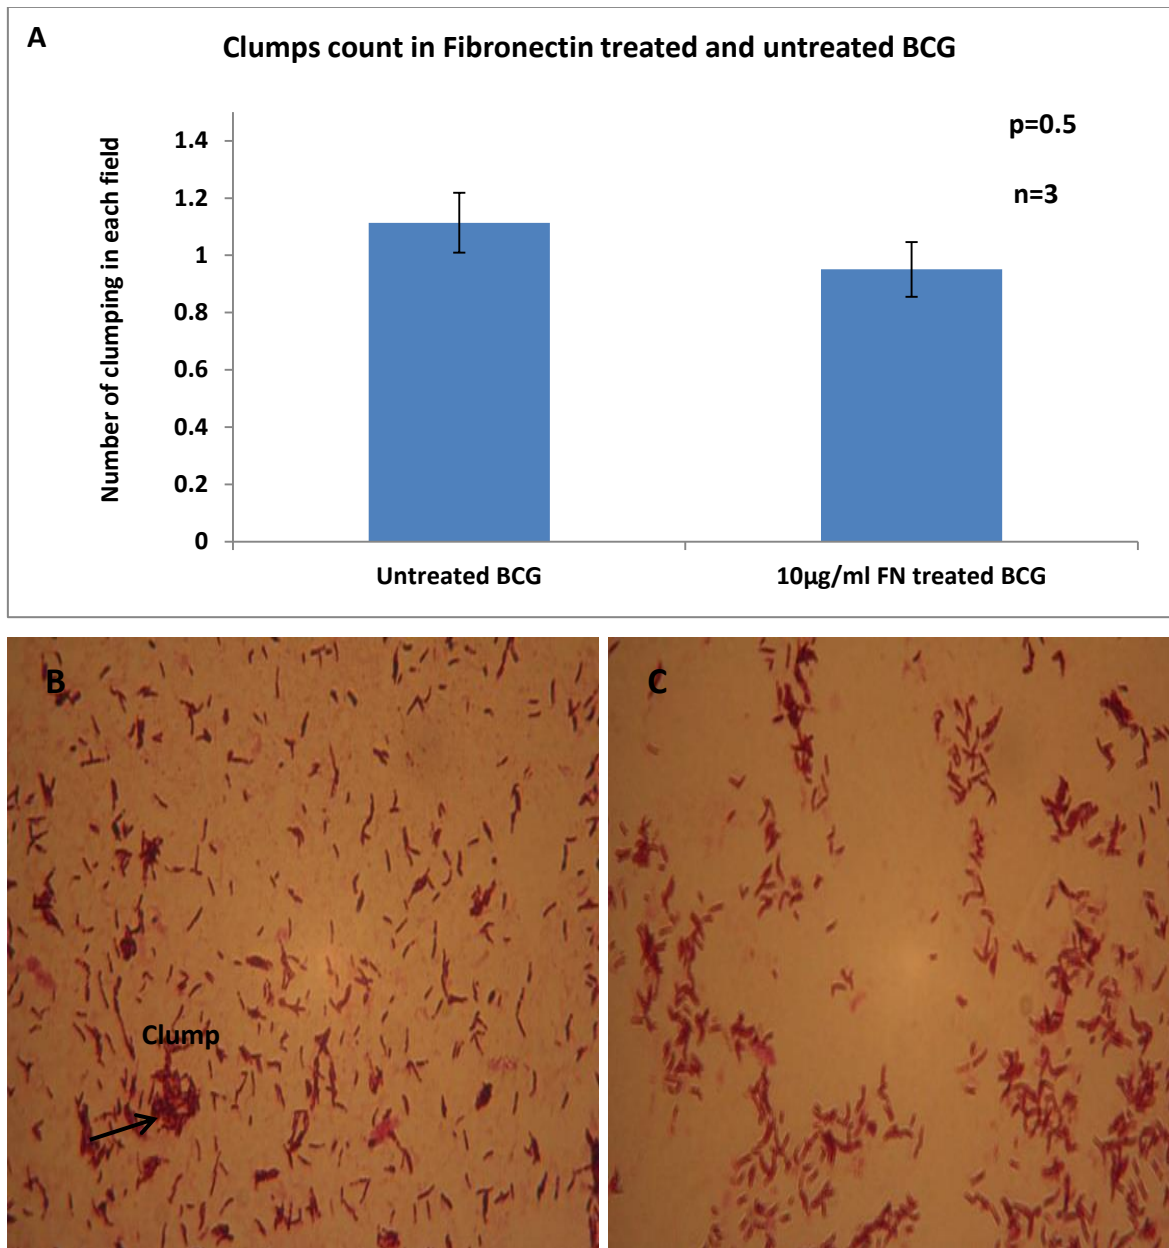 A
Clumps count in Fibronectin treated and untreated BCG
p=0.5
n=3
Number of clumping in each field
1.4
1.2
1
0.8
0.6
0.4
0.2
0
Untreated BCG
10µg/ml FN treated BCG
B
C
Clump